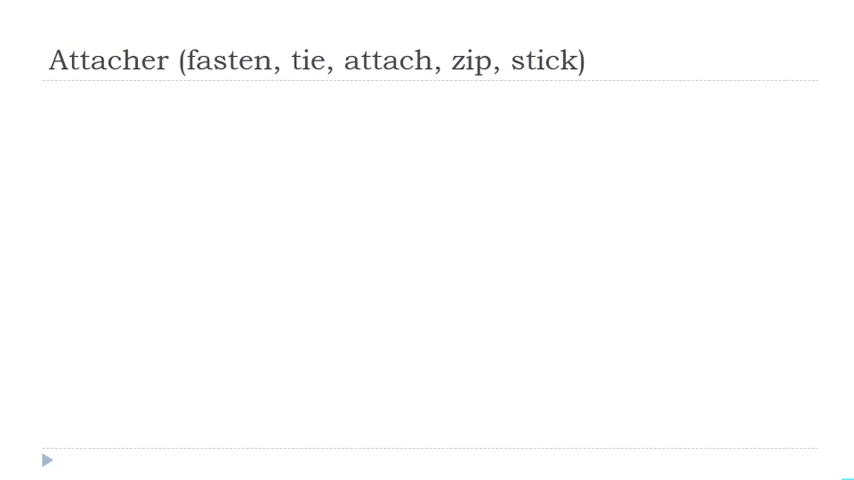 Attacher (fasten, tie, attach, zip, stick)